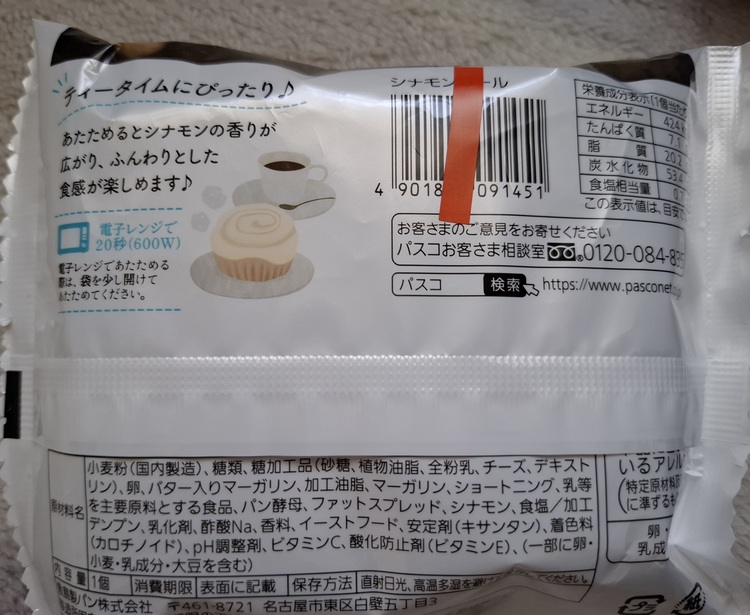 ティータイムにぴったり♪
あたためるとシナモンの香りが
広がり、ふんわりとした
食感が楽しめます♪
電子レンジで
20秒(600W)
電子レンジであたためる
際は、袋を少し開けて
あたためてください。
シナモン ール
4 9018 091451
栄養成分表示(1個当た
エネルギー 424
たんぱく質 7.1
脂質 20.2
炭水化物 53.4
食塩相当量 0.
この表示値は、目安
お客さまのご意見をお寄せください
パスコお客さま相談室 0120-084-8
パスコ 検索 https://www.pasconet.c
原材料名
小麦粉(国内製造)、糖類、糖加工品(砂糖、植物油脂、全粉乳、チーズ、デキスト
リン)、卵、バター入りマーガリン、加工油脂、マーガリン、ショートニング、乳等
を主要原料とする食品、パン酵母、ファットスプレッド、シナモン、食塩/加工
デンプン、乳化剤、酢酸Na、香料、イーストフード、安定剤(キサンタン)、着色料
(カロチノイド)、pH調整剤、ビタミンC、酸化防止剤(ビタミンE)、(一部に卵・
小麦・乳成分・大豆を含む)
内容量 1個 消費期限 表面に記載 保存方法 直射日光、高温多湿を避け ください。
製パン株式会社 〒461-8721 名古屋市東区白壁五丁目3
いるアレル
(特定原材料
に準ずるも
卵・
乳成
紙